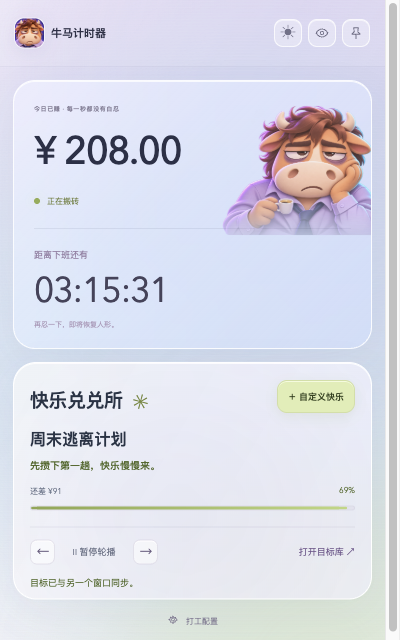 牛马计时器
今日已赚 · 每一秒都没有白忍
¥ 208.00
正在搬砖
距离下班还有
03:15:31
再忍一下，即将恢复人形。
快乐兑兑所
+ 自定义快乐
周末逃离计划
先攒下第一趟，快乐慢慢来。
还差 ¥91
69%
← II 暂停轮播 →
打开目标库 ↗
目标已与另一个窗口同步。
打工配置